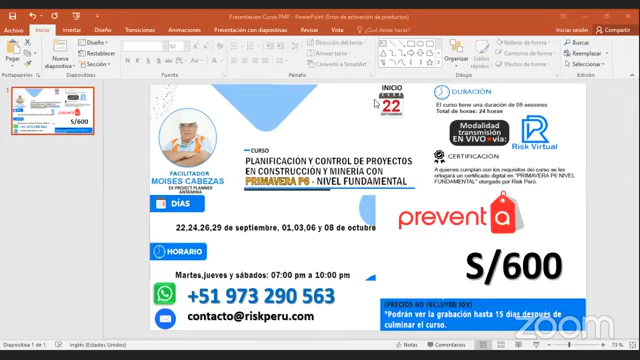 Presentacion Curso PMP - PowerPoint (Error de activación de productos)
Archivo Inicio Insertar Diseño Transiciones Animaciones Presentación con diapositivas Revisar Vista ¿Qué desea hacer? Iniciar sesión Compartir
Pegar
Nueva diapositiva
Diseño
Restablecer
Sección
Dirección del texto
Alinear texto
Convertir a SmartArt
Organizar
Estilos rápidos
Relleno de forma
Contorno de forma
Efectos de forma
Buscar
Reemplazar
Seleccionar
Portapapeles
Diapositivas
Fuente
Párrafo
Dibujo
Edición
1
INICIO
22
SEPTIEMBRE
CURSO
PLANIFICACIÓN Y CONTROL DE PROYECTOS
EN CONSTRUCCIÓN Y MINERIA CON
PRIMAVERA P6 - NIVEL FUNDAMENTAL
FACILITADOR
MOISES CABEZAS
EX PROJECT PLANNER
ANTAMINA
DÍAS
22,24,26,29 de septiembre, 01,03,06 y 08 de octubre
HORARIO
Martes,jueves y sábados: 07:00 pm a 10:00 pm
+51 973 290 563
contacto@riskperu.com
DURACIÓN
El curso tiene una duración de 08 sesiones
Total de horas: 24 horas
Modalidad
transmisión
EN VIVO vía:
Risk Virtual
CERTIFICACIÓN
A quienes cumplan con los requisitos del curso se les
otorgará un certificado digital en "PRIMAVERA P6 NIVEL
FUNDAMENTAL" otorgado por Risk Perú.
preventa
S/600
(PRECIOS NO INCLUYEN IGV)
*Podrán ver la grabación hasta 15 días después de
culminar el curso.
zoom
Diapositiva 1 de 1 Inglés (Estados Unidos) Notas 73 %